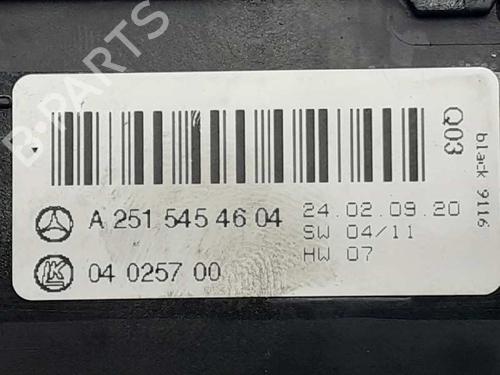 B-PARTS
Q03
black 9116
A 251 545 46 04
24.02.09.20
SW 04/11
HW 07
K
04 0257 00